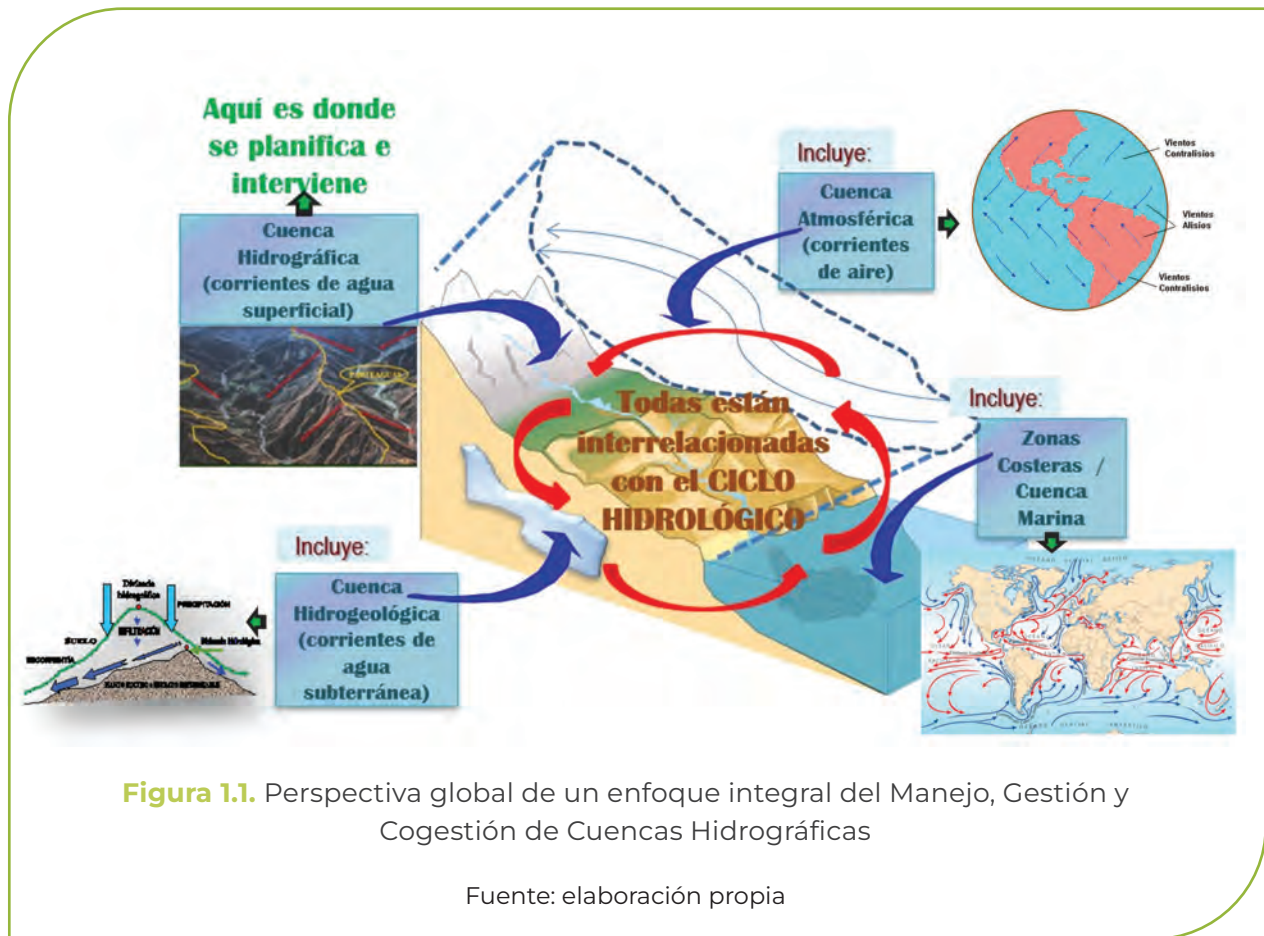 Aquí es donde
se planifica e
interviene
Cuenca
Hidrográfica
(corrientes de agua
superficial)
Incluye:
Cuenca
Atmosférica
(corrientes
de aire)
Vientos
Contralisios
Vientos
Alisios
Vientos
Contralisios
Todas están
interrelacionadas
con el CICLO
HIDROLÓGICO
Incluye:
Zonas
Costeras /
Cuenca
Marina
Incluye:
Cuenca
Hidrogeológica
(corrientes de
agua
subterránea)
Divisoria
hidrográfica
PRECIPITACIÓN
INFILTRACIÓN
SUELO
ESCORRENTÍA
Figura 1.1. Perspectiva global de un enfoque integral del Manejo, Gestión y
Cogestión de Cuencas Hidrográficas
Fuente: elaboración propia